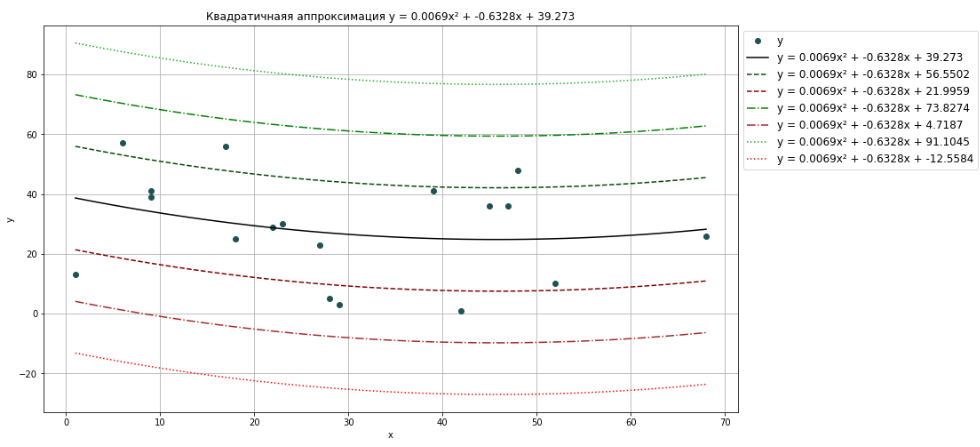 Квадратичнаяя аппроксимация y = 0.0069x² + -0.6328x + 39.273
80
60
40
20
0
−20
y
0
10
20
30
40
50
60
70
x
y
y = 0.0069x² + -0.6328x + 39.273
y = 0.0069x² + -0.6328x + 56.5502
y = 0.0069x² + -0.6328x + 21.9959
y = 0.0069x² + -0.6328x + 73.8274
y = 0.0069x² + -0.6328x + 4.7187
y = 0.0069x² + -0.6328x + 91.1045
y = 0.0069x² + -0.6328x + -12.5584